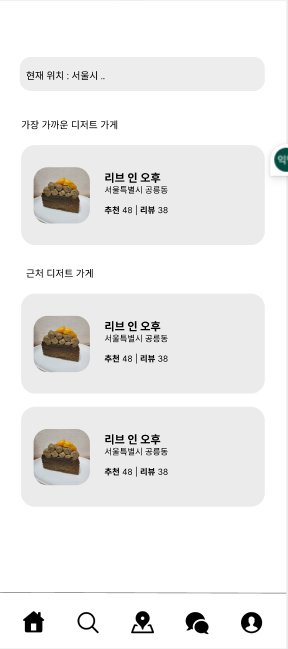 현재 위치 : 서울시 ..
가장 가까운 디저트 가게
리브 인 오후
서울특별시 공릉동
추천 48 | 리뷰 38
근처 디저트 가게
리브 인 오후
서울특별시 공릉동
추천 48 | 리뷰 38
리브 인 오후
서울특별시 공릉동
추천 48 | 리뷰 38